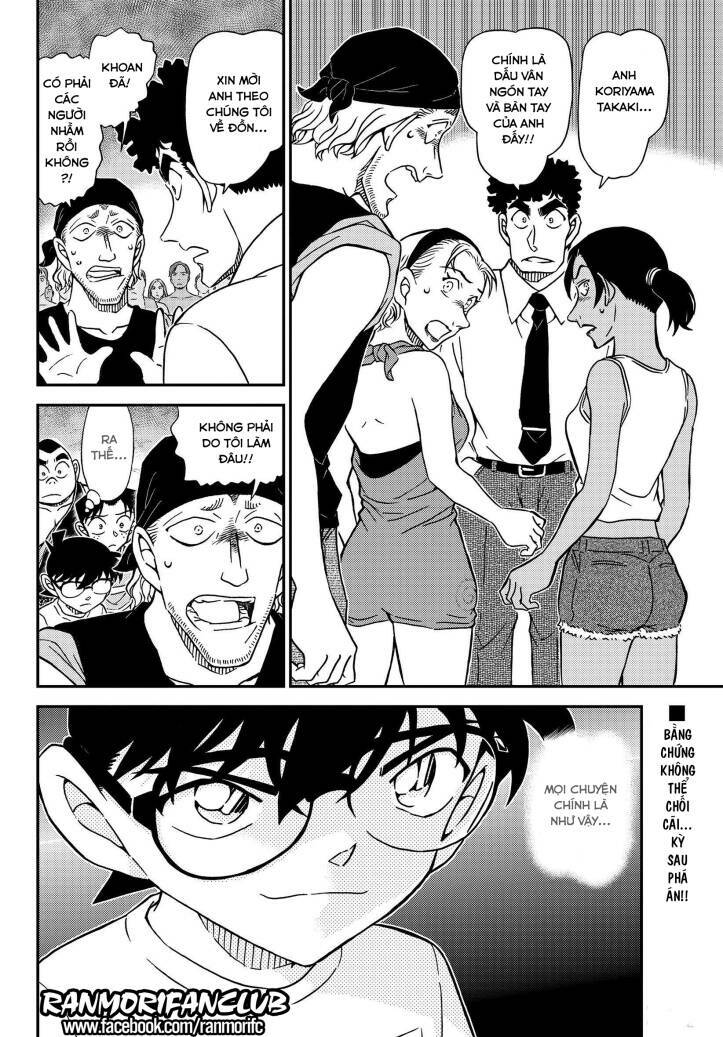 ANH
KORIYAMA
TAKAKI...
CHÍNH LÀ
DẤU VÂN
NGÓN TAY
VÀ BÀN TAY
CỦA ANH
ĐẤY!!
XIN MỜI
ANH THEO
CHÚNG TÔI
VỀ ĐỒN...
KHOAN
ĐÃ!
CÓ PHẢI
CÁC
NGƯỜI
NHẦM
RỒI
KHÔNG
?!
KHÔNG PHẢI
DO TÔI LÀM
ĐÂU!!
RA
THẾ...
MỌI CHUYỆN
CHÍNH LÀ
NHƯ VẬY...
BẰNG
CHỨNG
KHÔNG
THỂ
CHỐI
CÃI...
KỲ
SAU
PHÁ
ÁN!!
RANMORIFANCLUB
www.facebook.com/ranmorifc